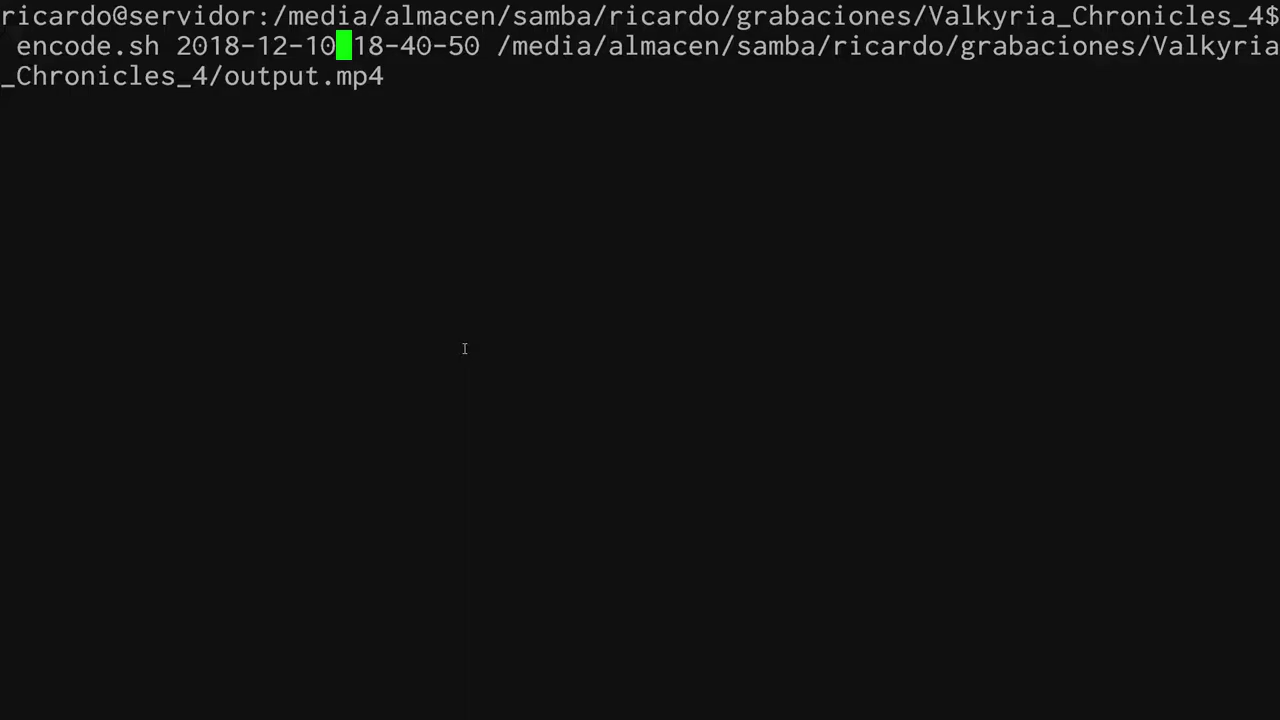 ricardo@servidor:/media/almacen/samba/ricardo/grabaciones/Valkyria_Chronicles_4$
encode.sh 2018-12-10 18-40-50 /media/almacen/samba/ricardo/grabaciones/Valkyria
_Chronicles_4/output.mp4